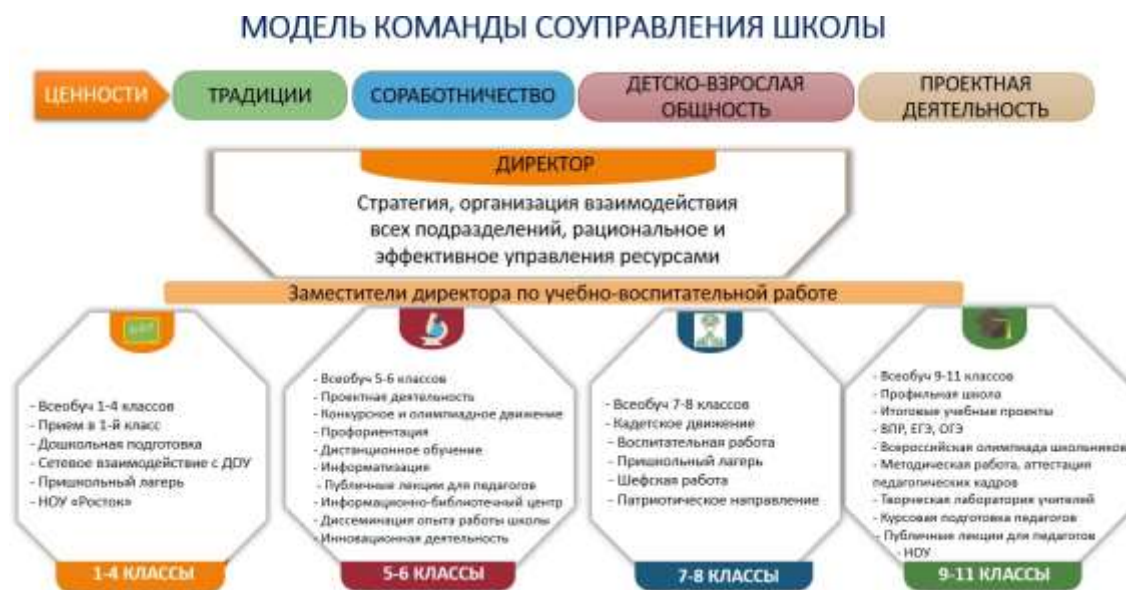 МОДЕЛЬ КОМАНДЫ СОУПРАВЛЕНИЯ ШКОЛЫ
ЦЕННОСТИ
ТРАДИЦИИ
СОРАБОТНИЧЕСТВО
ДЕТСКО-ВЗРОСЛАЯ
ОБЩНОСТЬ
ПРОЕКТНАЯ
ДЕЯТЕЛЬНОСТЬ
ДИРЕКТОР
Стратегия, организация взаимодействия
всех подразделений, рациональное и
эффективное управления ресурсами
Заместители директора по учебно-воспитательной работе
- Всеобуч 1-4 классов
- Прием в 1-й класс
- Дошкольная подготовка
- Сетевое взаимодействие с ДОУ
- Пришкольный лагерь
- НОУ «Росток»
1-4 КЛАССЫ
- Всеобуч 5-6 классов
- Проектная деятельность
- Конкурсное и олимпиадное движение
- Профориентация
- Дистанционное обучение
- Информатизация
- Публичные лекции для педагогов
- Информационно-библиотечный центр
- Диссеминация опыта работы школы
- Инновационная деятельность
5-6 КЛАССЫ
- Всеобуч 7-8 классов
- Кадетское движение
- Воспитательная работа
- Пришкольный лагерь
- Шефская работа
- Патриотическое направление
7-8 КЛАССЫ
- Всеобуч 9-11 классов
- Профильная школа
- Итоговые учебные проекты
- ВПР, ЕГЭ, ОГЭ
- Всероссийская олимпиада школьников
- Методическая работа, аттестация
педагогических кадров
- Творческая лаборатория учителей
- Курсовая подготовка педагогов
- Публичные лекции для педагогов
- НОУ
9-11 КЛАССЫ